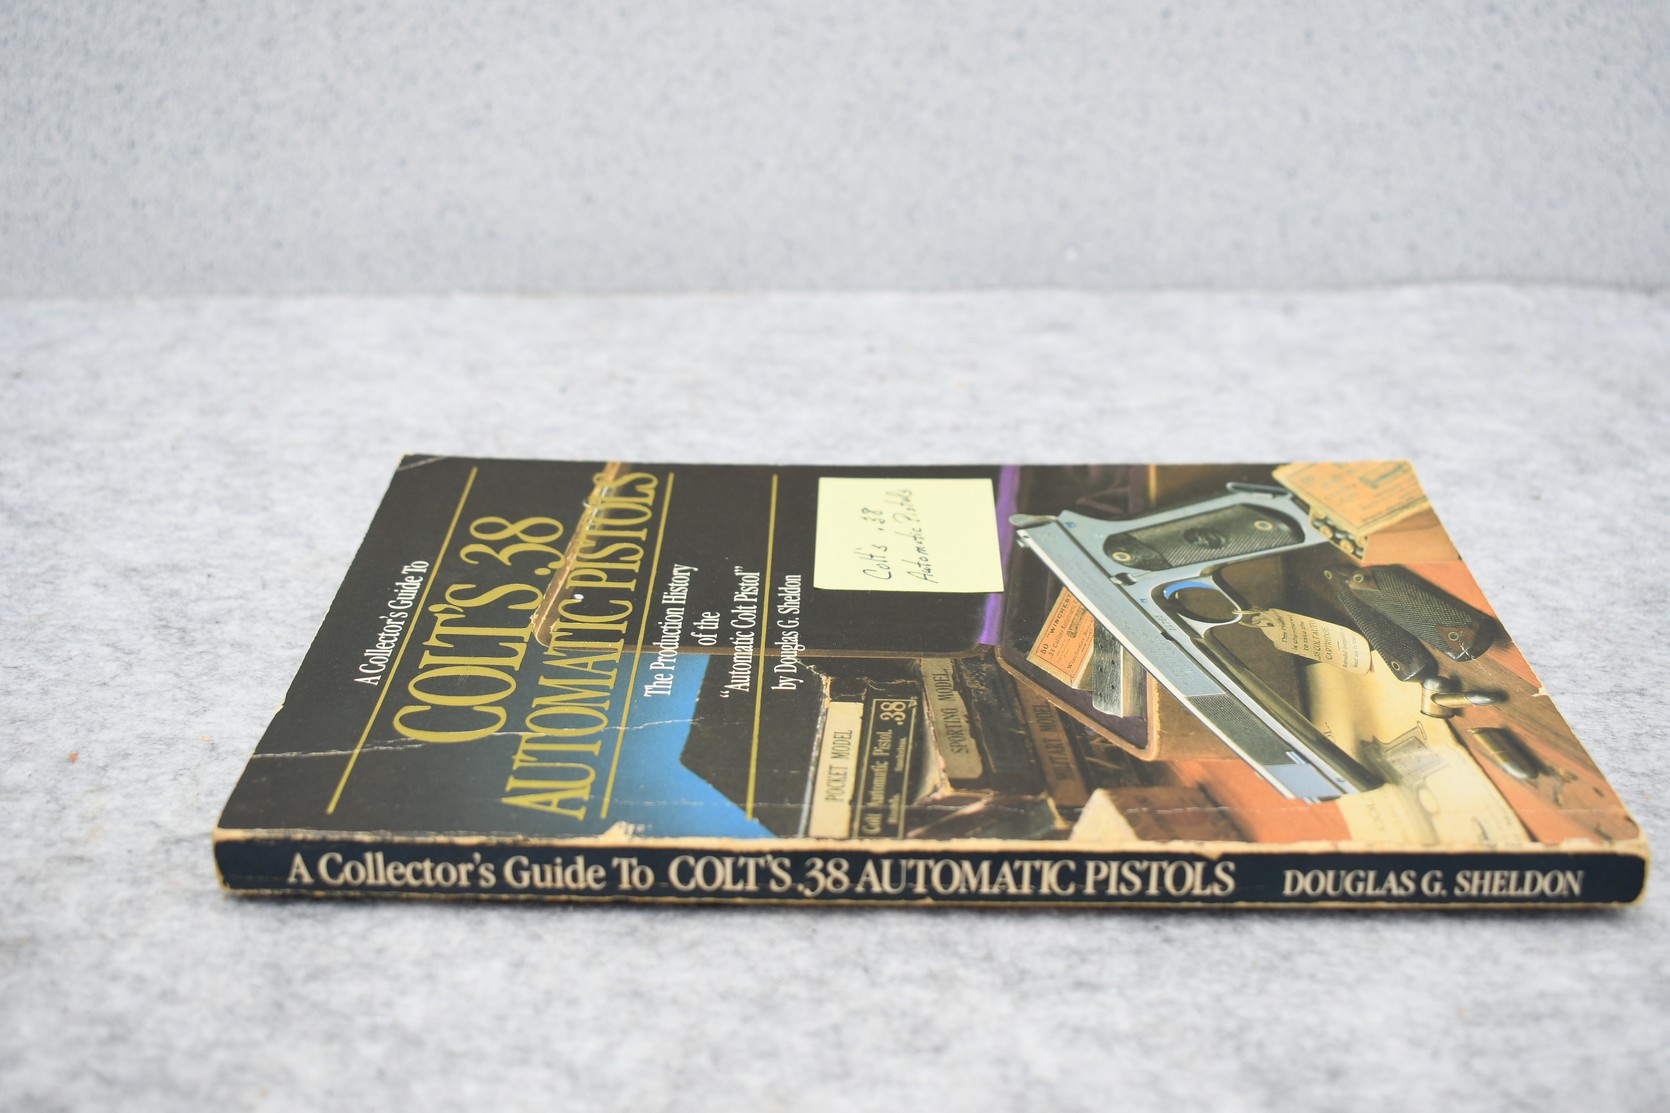 A Collector's Guide To
COLT'S .38
AUTOMATIC PISTOLS
The Production History
of the
"Automatic Colt Pistol"
by Douglas G. Sheldon
Colt's .38
Automatic Pistols
POCKET MODEL
Colt Automatic Pistol.
.38
SPORTING MODEL
MILITARY MODEL
50 WINCHESTER
A Collector's Guide To COLT'S .38 AUTOMATIC PISTOLS DOUGLAS G. SHELDON